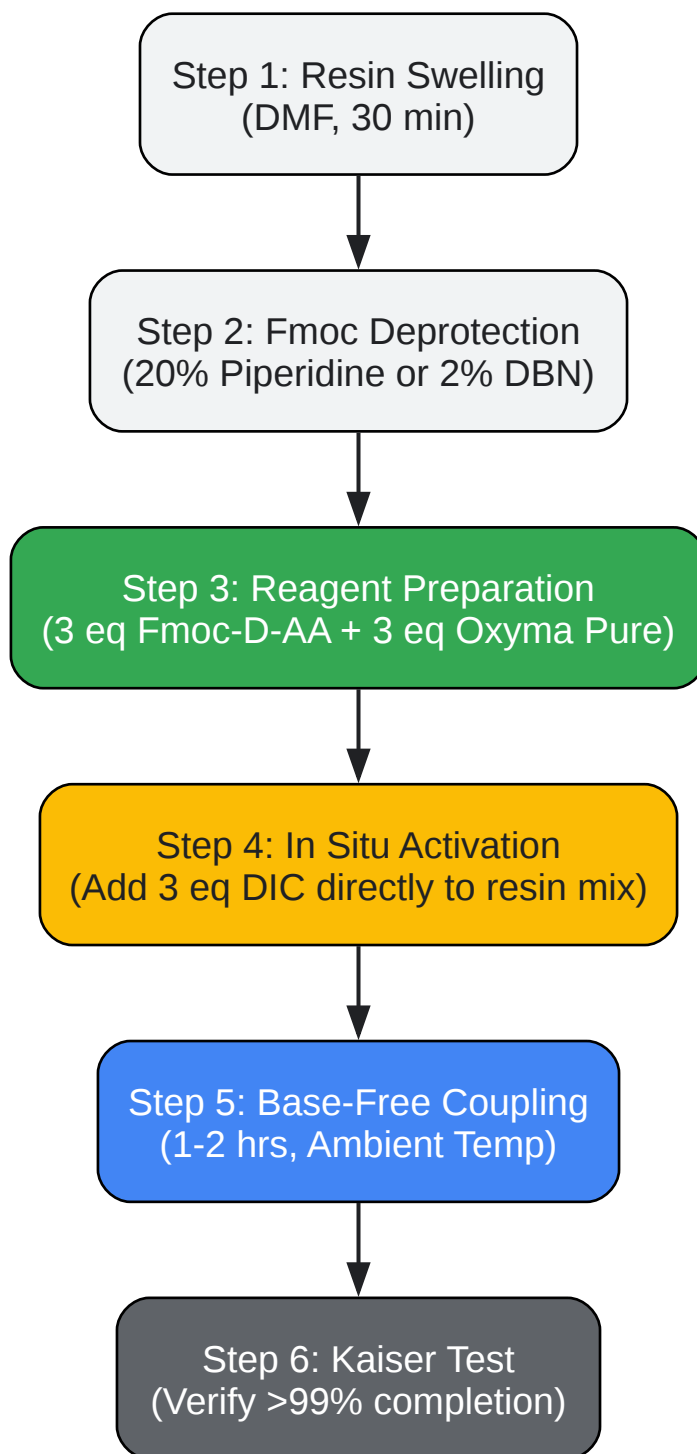 Step 1: Resin Swelling
(DMF, 30 min)
Step 2: Fmoc Deprotection
(20% Piperidine or 2% DBN)
Step 3: Reagent Preparation
(3 eq Fmoc-D-AA + 3 eq Oxyma Pure)
Step 4: In Situ Activation
(Add 3 eq DIC directly to resin mix)
Step 5: Base-Free Coupling
(1-2 hrs, Ambient Temp)
Step 6: Kaiser Test
(Verify >99% completion)